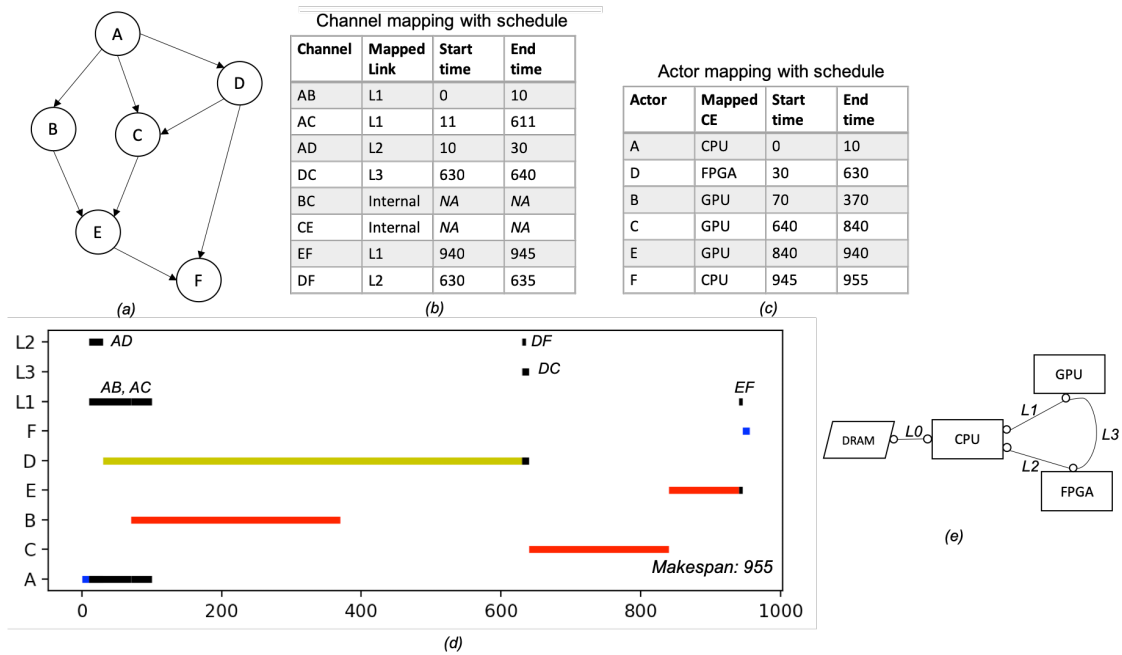 A
D
B
C
E
F
(a)
Channel mapping with schedule
Channel Mapped Link Start time End time
AB L1 0 10
AC L1 11 611
AD L2 10 30
DC L3 630 640
BC Internal NA NA
CE Internal NA NA
EF L1 940 945
DF L2 630 635
(b)
Actor mapping with schedule
Actor Mapped CE Start time End time
A CPU 0 10
D FPGA 30 630
B GPU 70 370
C GPU 640 840
E GPU 840 940
F CPU 945 955
(c)
L2 AD DF
L3 DC
AB, AC EF
L1
F
D
E
B
C
Makespan: 955
A
0 200 400 600 800 1000
(d)
GPU
L1
DRAM L0 CPU L3
L2
FPGA
(e)